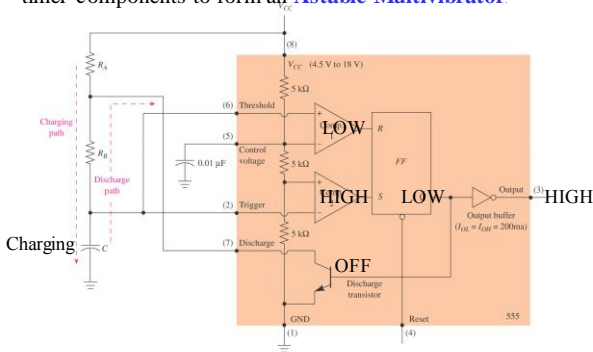 timer components to form an Astable Multivibrator.
VCC
(8)
VCC (4.5 V to 18 V)
RA
5 kΩ
(6) Threshold
+
LOW
R
Charging path
(5)
Control voltage
−
FF
RB
0.01 μF
5 kΩ
Discharge path
+
HIGH
S
LOW
Output
(3)
HIGH
(2) Trigger
−
Output buffer
(IOL = IOH = 200ma)
Charging
C
5 kΩ
(7) Discharge
OFF
Discharge transistor
GND
Reset
555
(1)
(4)